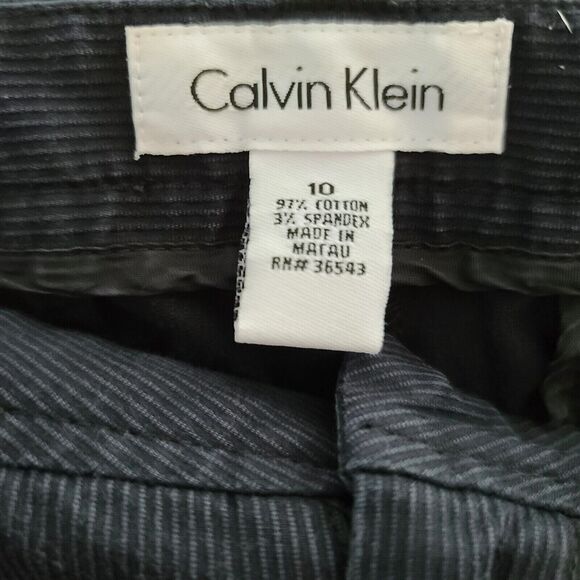 Calvin Klein
10
97% COTTON
3% SPANDEX
MADE IN
MACAU
RN# 36543